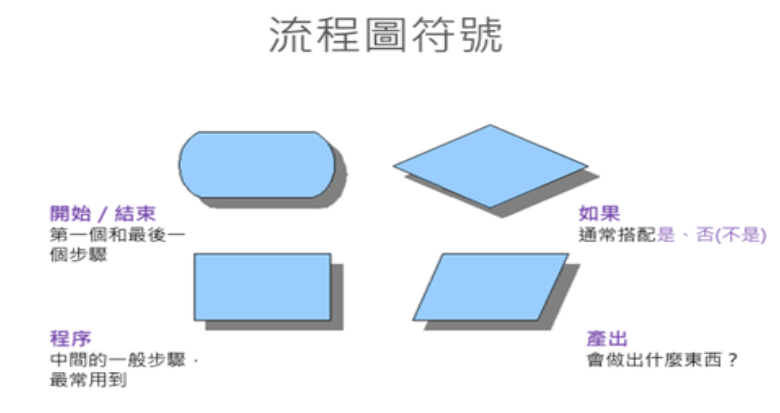 流程圖符號
開始 / 結束
第一個和最後一
個步驟
如果
通常搭配是、否(不是)
程序
中間的一般步驟，
最常用到
產出
會做出什麼東西？